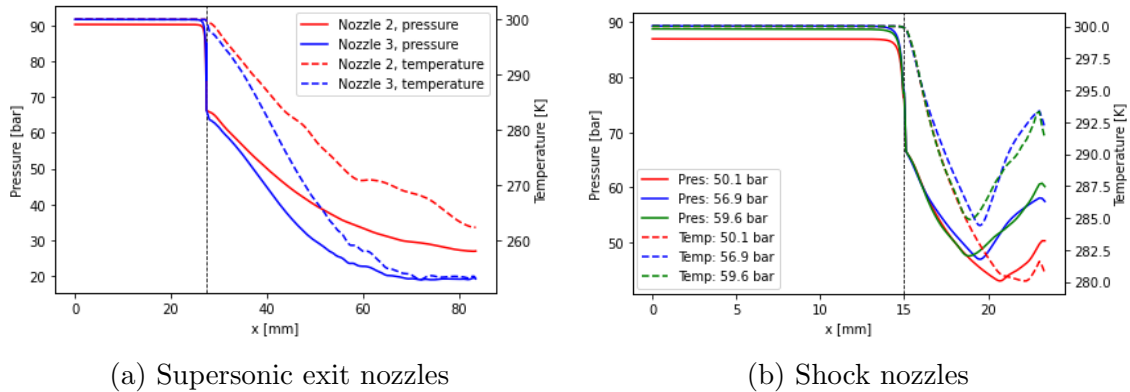 90
80
70
60
50
40
30
20
Pressure [bar]
0
20
40
60
80
x [mm]
300
290
280
270
260
Temperature [K]
Nozzle 2, pressure
Nozzle 3, pressure
Nozzle 2, temperature
Nozzle 3, temperature
(a) Supersonic exit nozzles
90
80
70
60
50
Pressure [bar]
0
5
10
15
20
x [mm]
300.0
297.5
295.0
292.5
290.0
287.5
285.0
282.5
280.0
Temperature [K]
Pres: 50.1 bar
Pres: 56.9 bar
Pres: 59.6 bar
Temp: 50.1 bar
Temp: 56.9 bar
Temp: 59.6 bar
(b) Shock nozzles